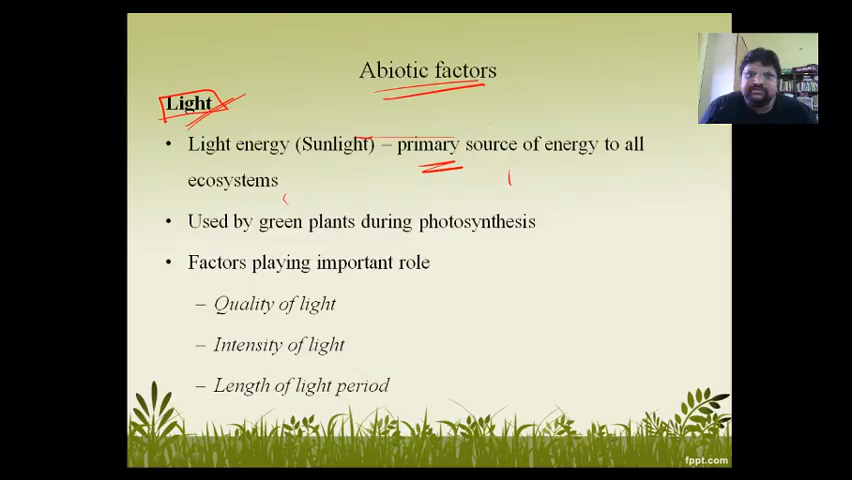 Abiotic factors
Light
• Light energy (Sunlight) – primary source of energy to all
ecosystems
• Used by green plants during photosynthesis
• Factors playing important role
– Quality of light
– Intensity of light
– Length of light period
fppt.com